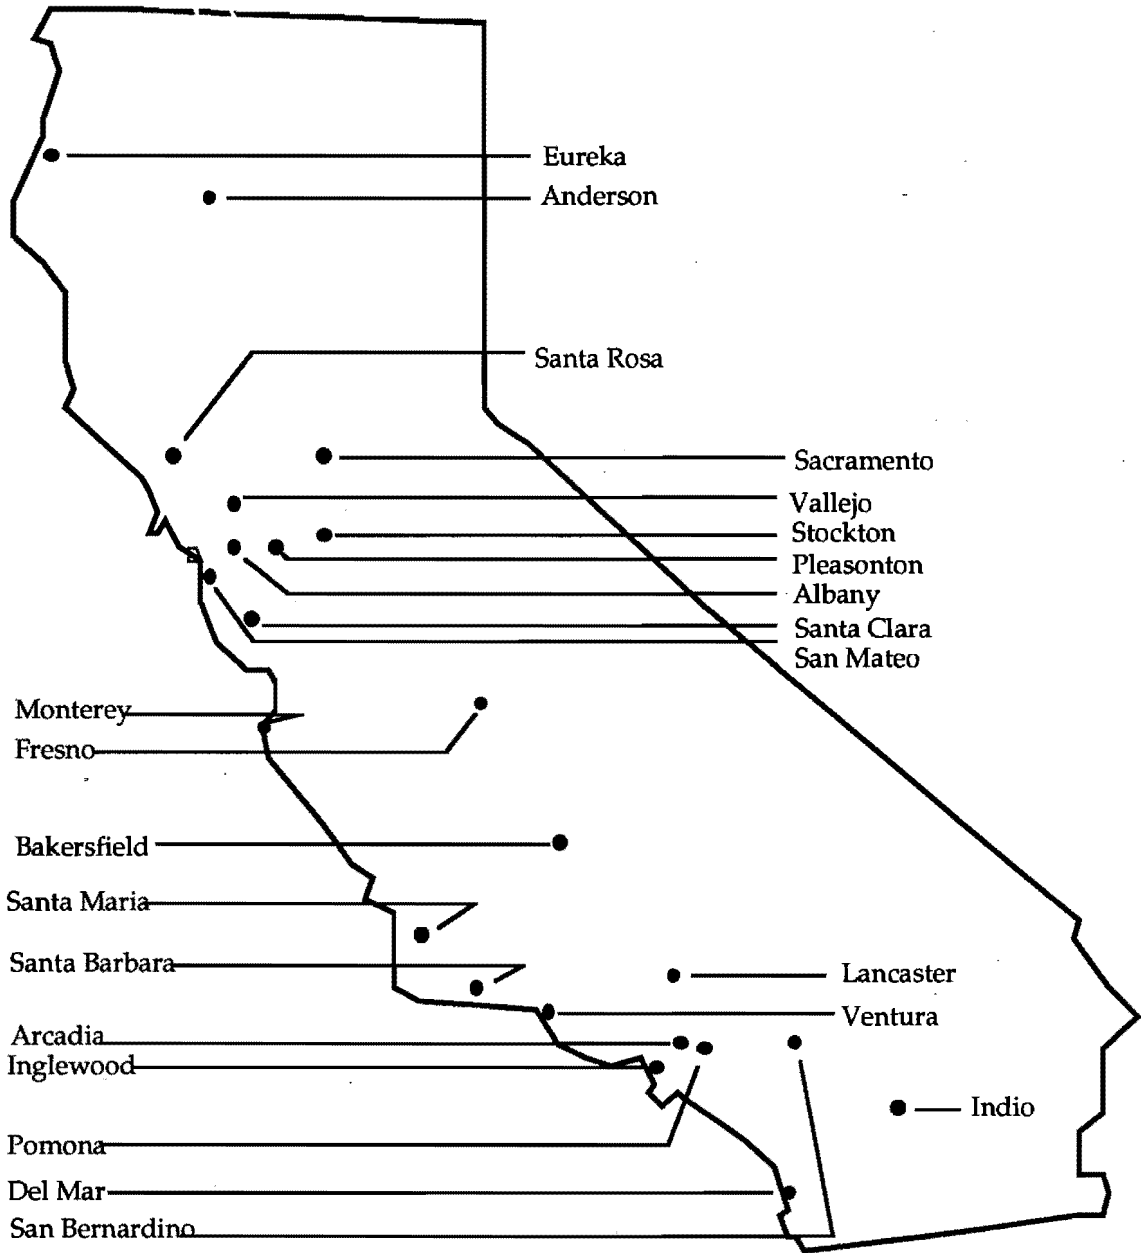 Eureka
Anderson
Santa Rosa
Sacramento
Vallejo
Stockton
Pleasonton
Albany
Santa Clara
San Mateo
Monterey
Fresno
Bakersfield
Santa Maria
Santa Barbara
Lancaster
Ventura
Arcadia
Inglewood
Indio
Pomona
Del Mar
San Bernardino